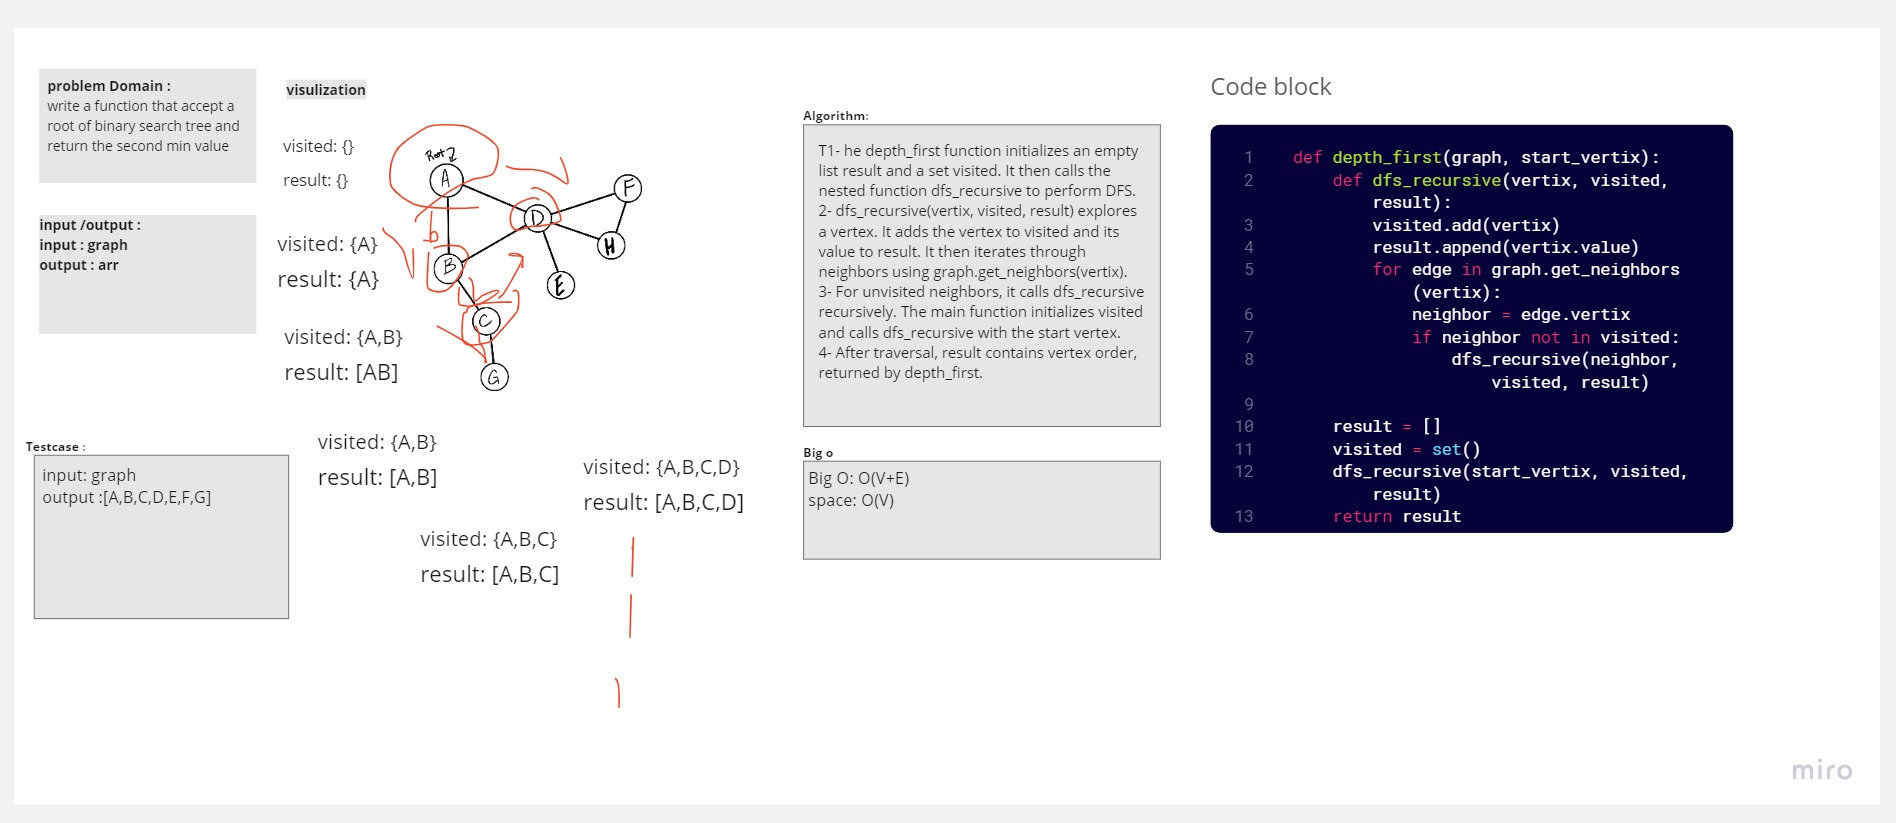 problem Domain :
write a function that accept a
root of binary search tree and
return the second min value
input /output :
input : graph
output : arr
Testcase :
input: graph
output :[A,B,C,D,E,F,G]
visulization
visited: {}
result: {}
visited: {A}
result: {A}
visited: {A,B}
result: [AB]
visited: {A,B}
result: [A,B]
visited: {A,B,C}
result: [A,B,C]
visited: {A,B,C,D}
result: [A,B,C,D]
Root
A
b
B
C
G
D
E
F
H
Algorithm:
T1- he depth_first function initializes an empty
list result and a set visited. It then calls the
nested function dfs_recursive to perform DFS.
2- dfs_recursive(vertix, visited, result) explores
a vertex. It adds the vertex to visited and its
value to result. It then iterates through
neighbors using graph.get_neighbors(vertix).
3- For unvisited neighbors, it calls dfs_recursive
recursively. The main function initializes visited
and calls dfs_recursive with the start vertex.
4- After traversal, result contains vertex order,
returned by depth_first.
Big o
Big O: O(V+E)
space: O(V)
Code block
1 def depth_first(graph, start_vertix):
2 def dfs_recursive(vertix, visited,
result):
3 visited.add(vertix)
4 result.append(vertix.value)
5 for edge in graph.get_neighbors
(vertix):
6 neighbor = edge.vertix
7 if neighbor not in visited:
8 dfs_recursive(neighbor,
visited, result)
9
10 result = []
11 visited = set()
12 dfs_recursive(start_vertix, visited,
result)
13 return result
miro